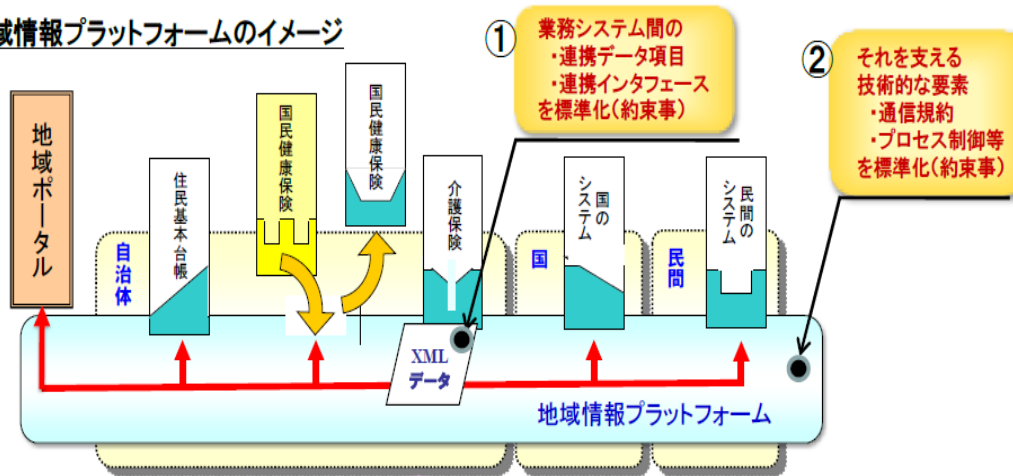 域情報プラットフォームのイメージ
①
業務システム間の
・連携データ項目
・連携インタフェース
を標準化(約束事)
②
それを支える
技術的な要素
・通信規約
・プロセス制御等
を標準化(約束事)
地域ポータル
自治体
住民基本台帳
国民健康保険
国民健康保険
介護保険
国
国の
システム
民間
民間の
システム
XML
データ
地域情報プラットフォーム